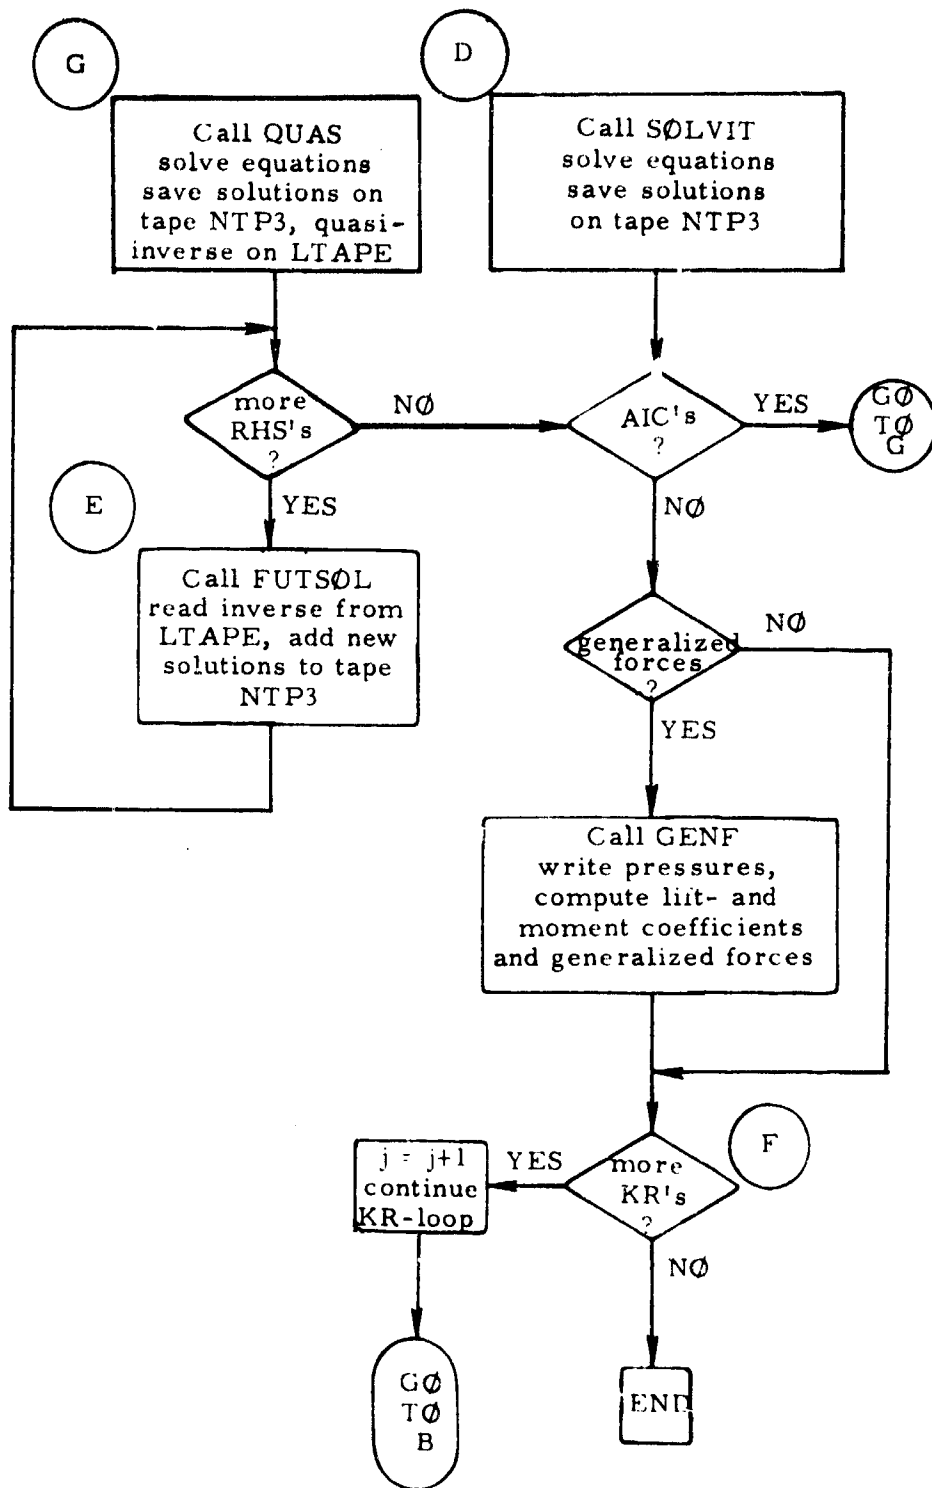 G
D
Call QUAS
solve equations
save solutions on
tape NTP3, quasi-
inverse on LTAPE
Call SØLVIT
solve equations
save solutions
on tape NTP3
more
RHS's
?
NØ
AIC's
?
YES
GØ
TØ
G
E
YES
NØ
Call FUTSØL
read inverse from
LTAPE, add new
solutions to tape
NTP3
generalized
forces
?
NØ
YES
Call GENF
write pressures,
compute lift- and
moment coefficients
and generalized forces
F
j = j+1
continue
KR-loop
YES
more
KR's
?
NØ
GØ
TØ
B
END